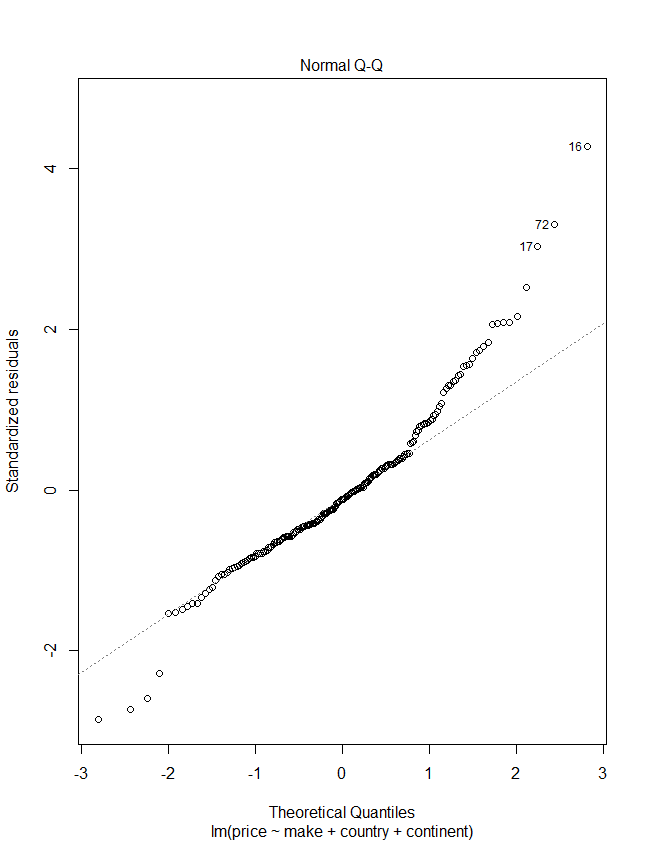 Normal Q-Q
16
72
17
4
2
0
-2
Standardized residuals
-3 -2 -1 0 1 2 3
Theoretical Quantiles
lm(price ~ make + country + continent)